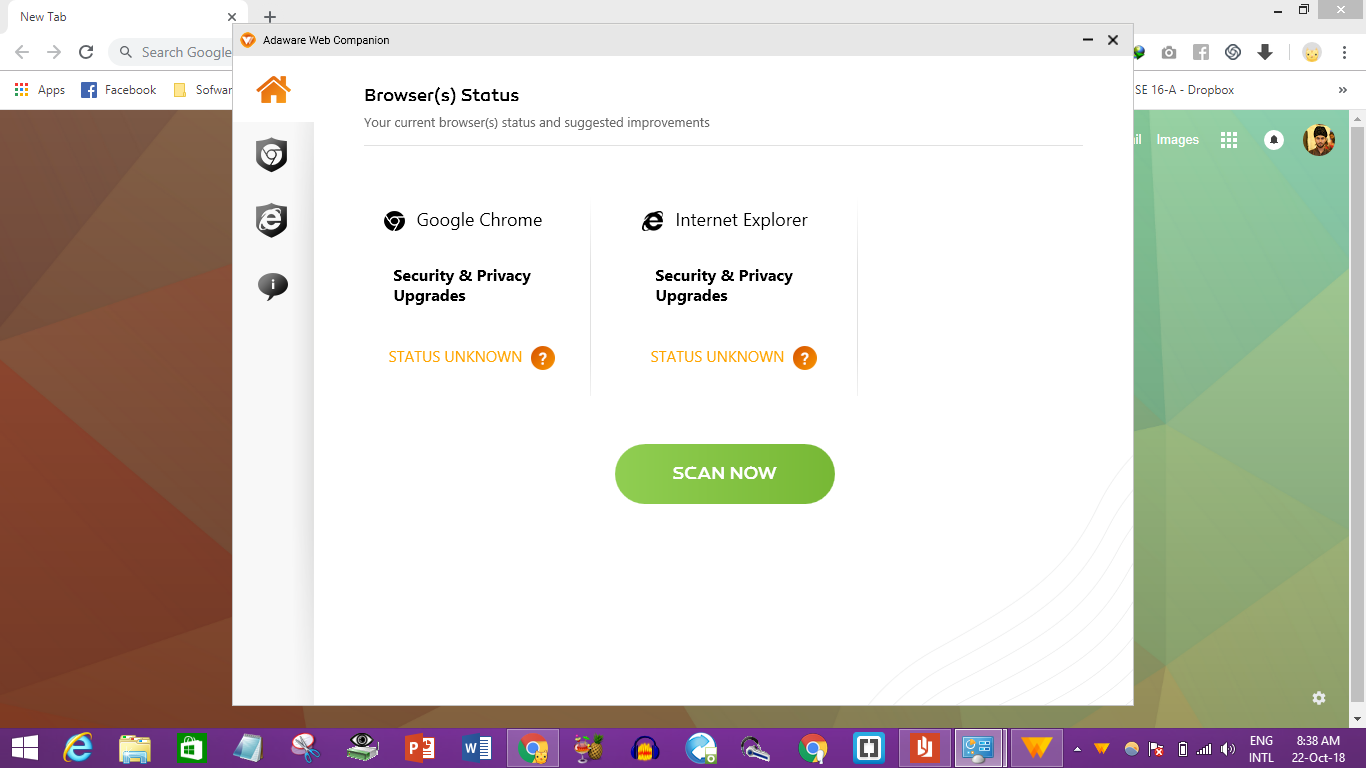 New Tab
Adaware Web Companion
Search Google
Apps
Facebook
Sofwar
SE 16-A - Dropbox
»
ail
Images
Browser(s) Status
Your current browser(s) status and suggested improvements
Google Chrome
Internet Explorer
Security & Privacy
Upgrades
Security & Privacy
Upgrades
STATUS UNKNOWN ?
STATUS UNKNOWN ?
SCAN NOW
ENG
INTL
8:38 AM
22-Oct-18